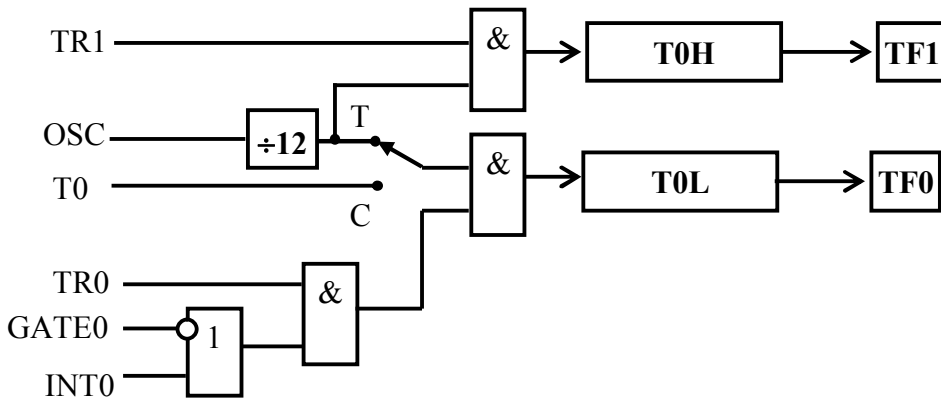 TR1
&
T0H
TF1
OSC
÷12
T
&
T0
C
T0L
TF0
TR0
&
GATE0
1
INT0